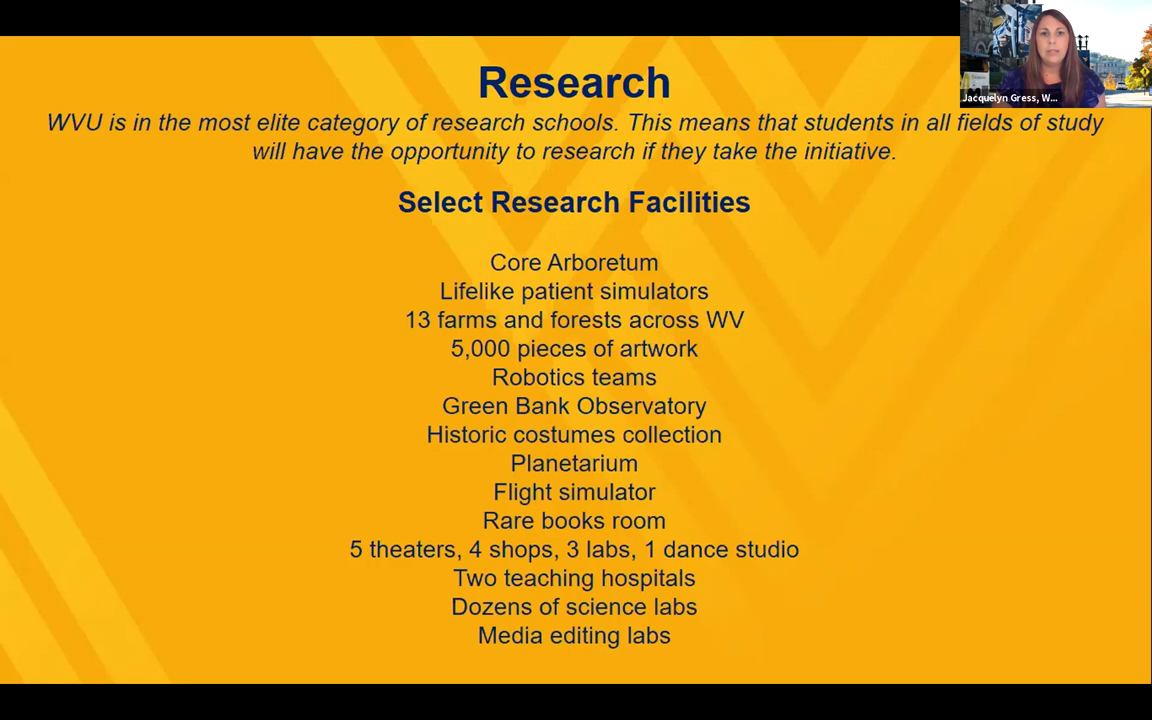 Research
WVU is in the most elite category of research schools. This means that students in all fields of study
will have the opportunity to research if they take the initiative.
Select Research Facilities
Core Arboretum
Lifelike patient simulators
13 farms and forests across WV
5,000 pieces of artwork
Robotics teams
Green Bank Observatory
Historic costumes collection
Planetarium
Flight simulator
Rare books room
5 theaters, 4 shops, 3 labs, 1 dance studio
Two teaching hospitals
Dozens of science labs
Media editing labs
Jacquelyn Gress, W...